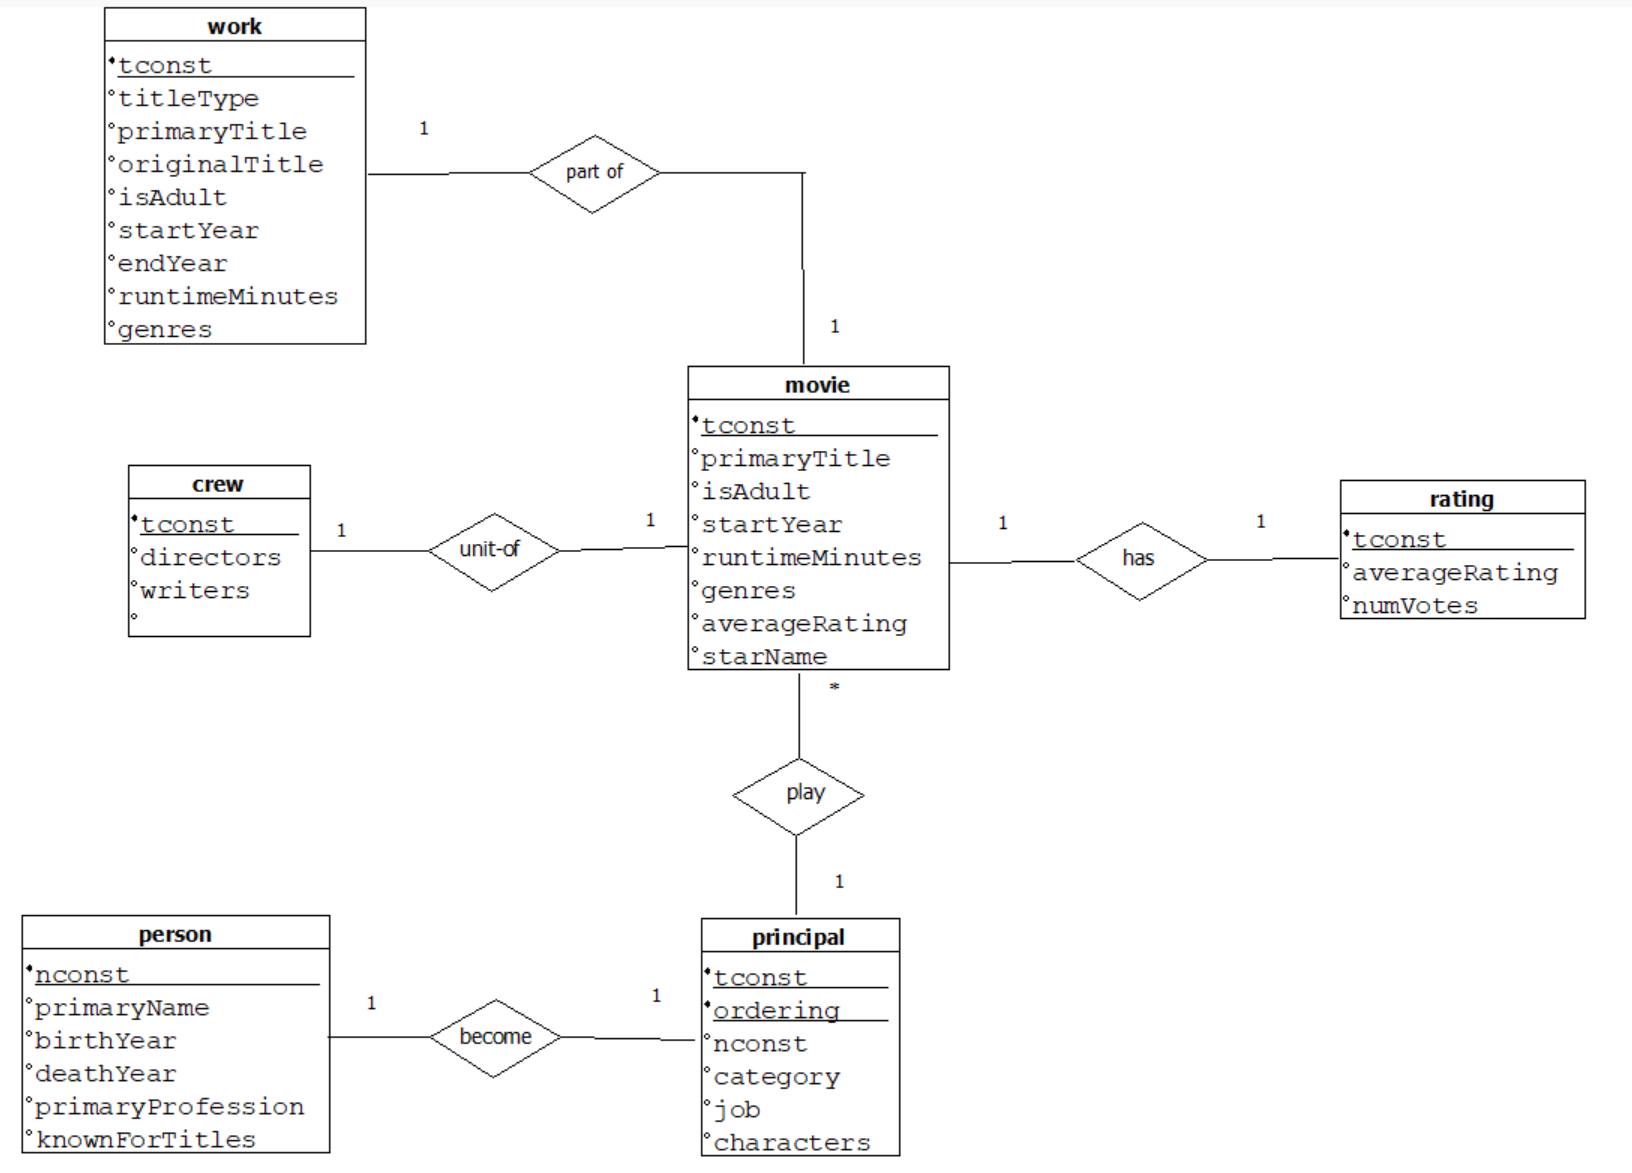 work
tconst
titleType
primaryTitle
originalTitle
isAdult
startYear
endYear
runtimeMinutes
genres
1
part of
1
movie
tconst
primaryTitle
isAdult
startYear
runtimeMinutes
genres
averageRating
starName
crew
tconst
directors
writers
1
unit-of
1
1
has
1
rating
tconst
averageRating
numVotes
*
play
1
person
nconst
primaryName
birthYear
deathYear
primaryProfession
knownForTitles
1
become
1
principal
tconst
ordering
nconst
category
job
characters